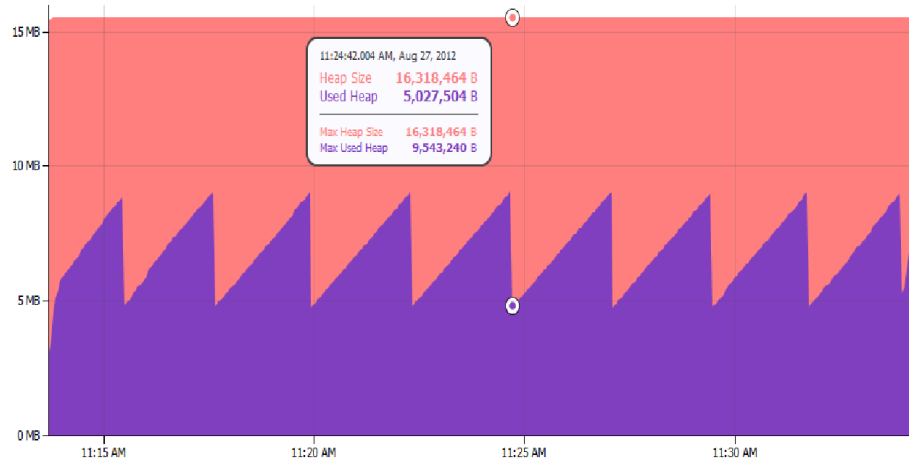 15 MB
11:24:42.004 AM, Aug 27, 2012
Heap Size 16,318,464 B
Used Heap 5,027,504 B
Max Heap Size 16,318,464 B
Max Used Heap 9,543,240 B
10 MB
5 MB
0 MB
11:15 AM 11:20 AM 11:25 AM 11:30 AM